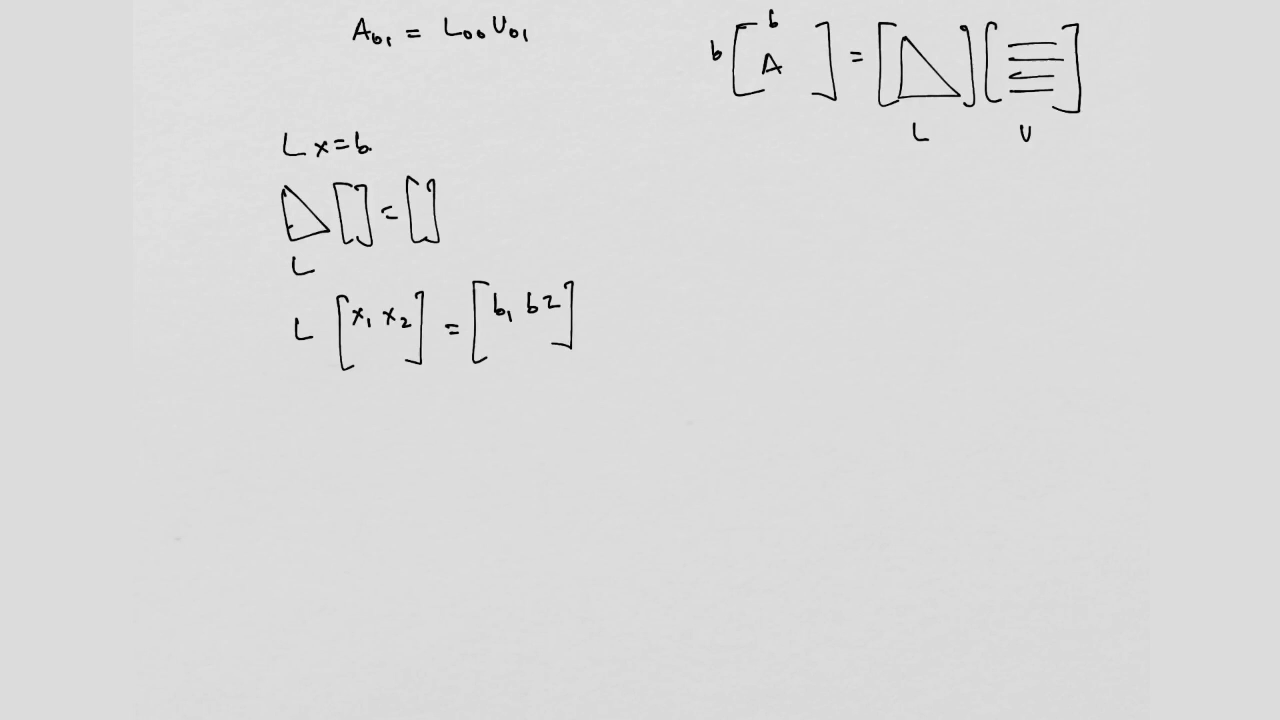 A₀₁ = L₀₀ U₀₁
b
b [ A ] = [ ] [ ]
L U
L x = b
[ ] = [ ]
L
L [ x₁ x₂ ] = [ b₁ b2 ]